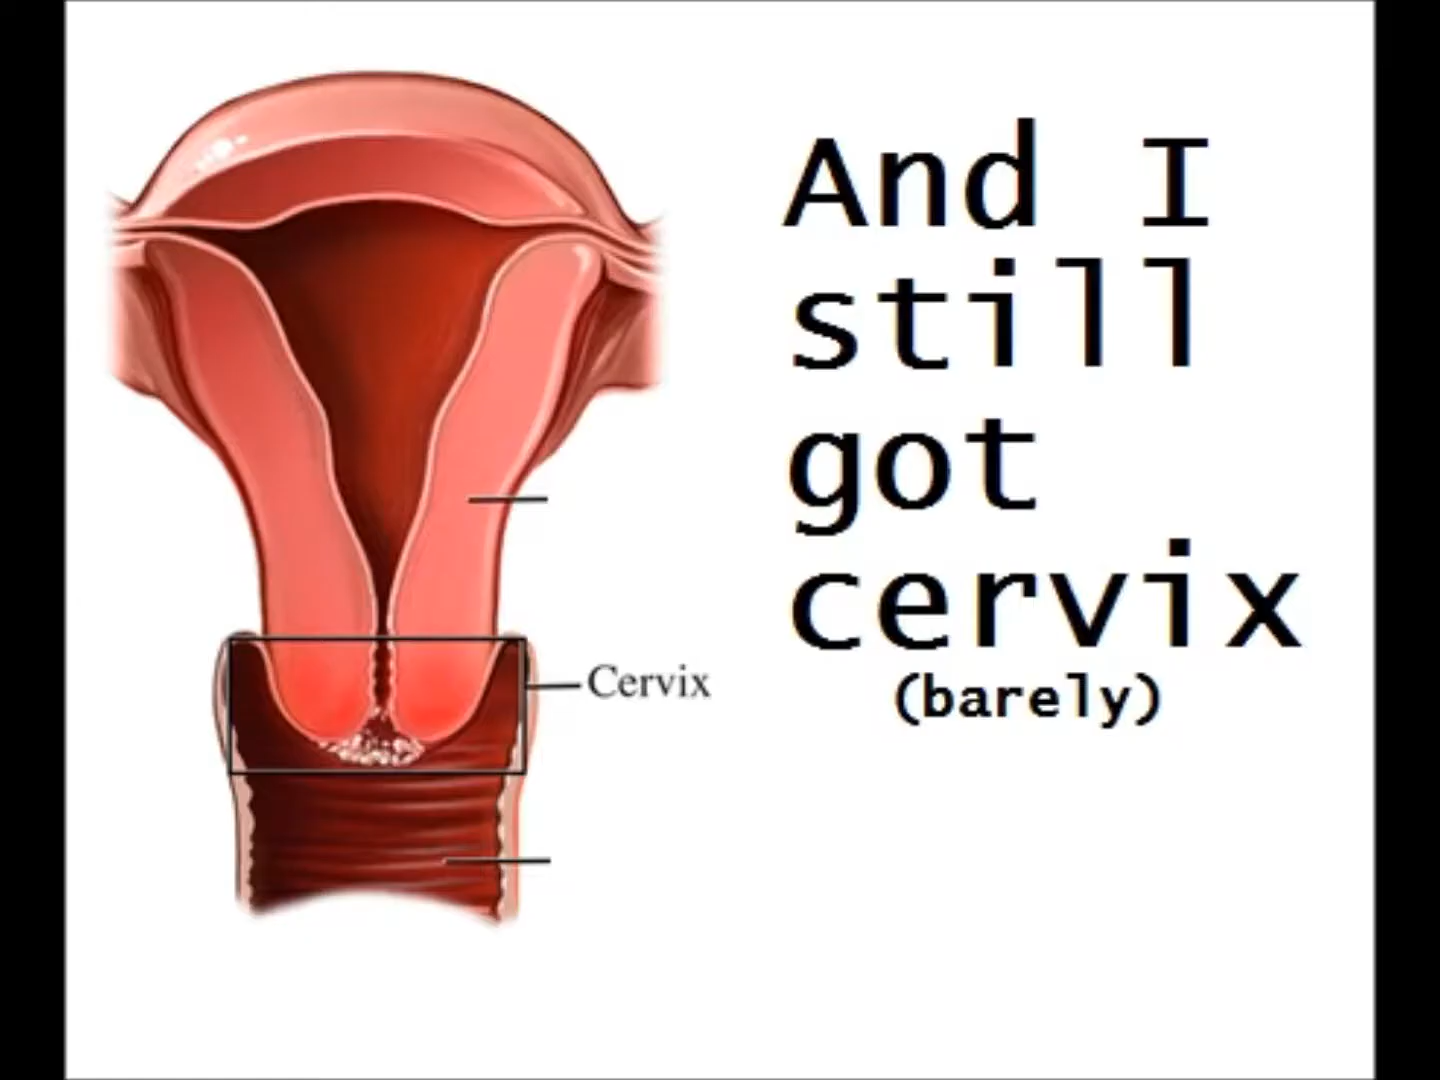 And I
still
got
cervix
(barely)
Cervix